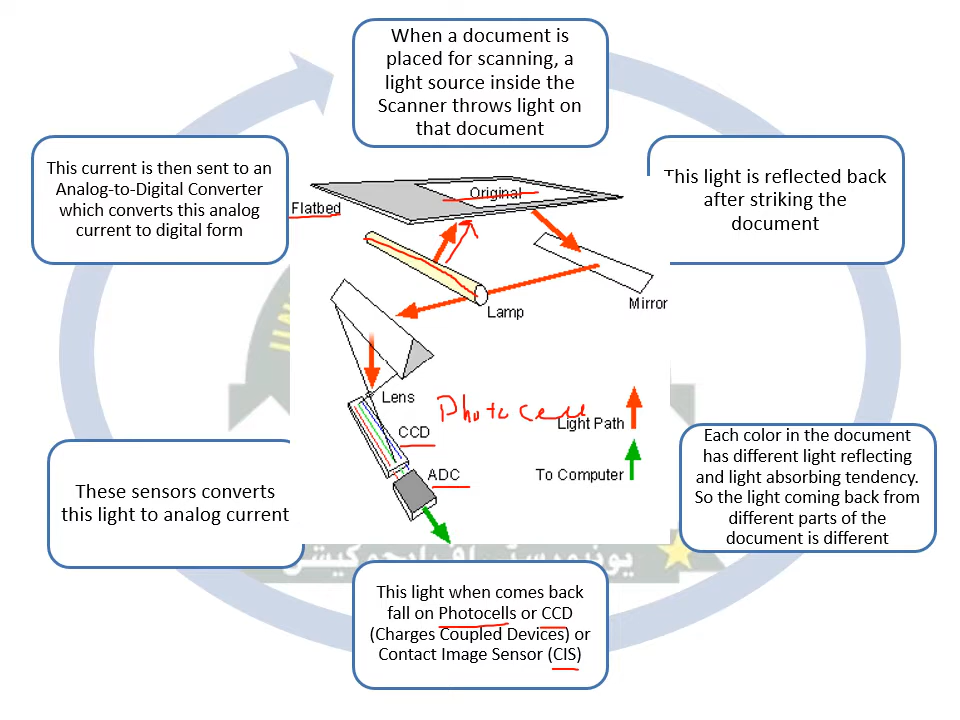 When a document is
placed for scanning, a
light source inside the
Scanner throws light on
that document
This light is reflected back
after striking the
document
Each color in the document
has different light reflecting
and light absorbing tendency.
So the light coming back from
different parts of the
document is different
This light when comes back
fall on Photocells or CCD
(Charges Coupled Devices) or
Contact Image Sensor (CIS)
These sensors converts
this light to analog current
This current is then sent to an
Analog-to-Digital Converter
which converts this analog
current to digital form
Original
Flatbed
Lamp
Mirror
Lens
CCD
ADC
Photocell
Light Path
To Computer